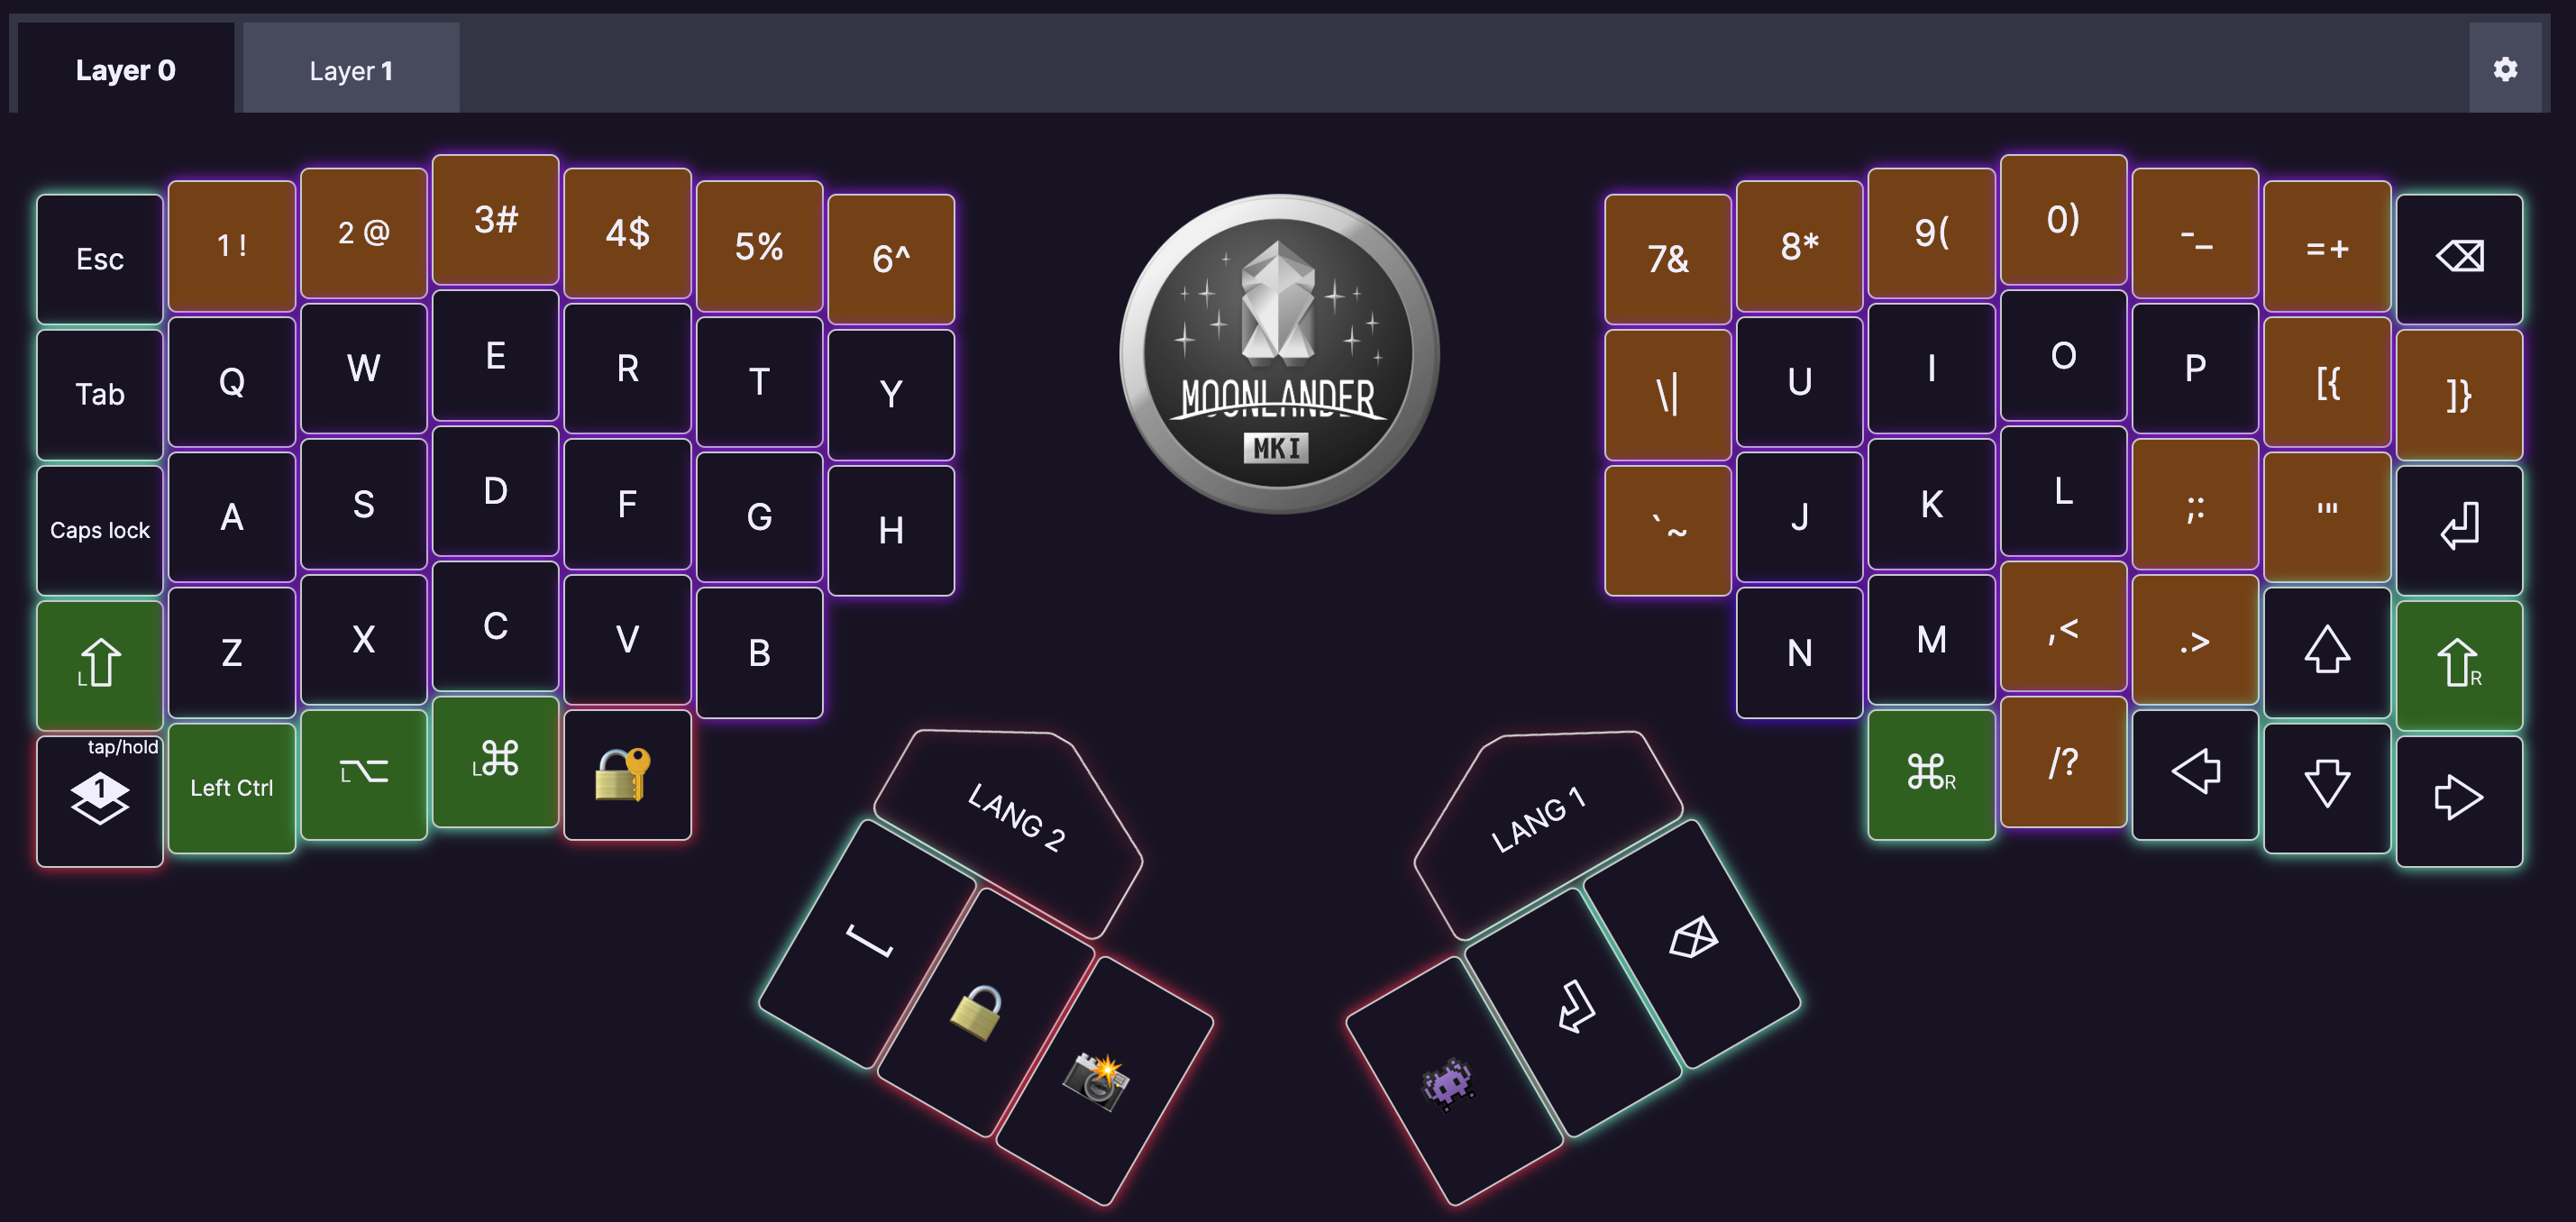 Layer 0 Layer 1
Esc 1! 2 @ 3# 4$ 5% 6^ 7& 8* 9( 0) -_ =+
Tab Q W E R T Y \| U I O P [{ ]}
Caps lock A S D F G H `~ J K L ;: '"
L Z X C V B N M ,< .> R
tap/hold
1 Left Ctrl L L R /?
LANG 2 LANG 1
MOONLANDER
MKI